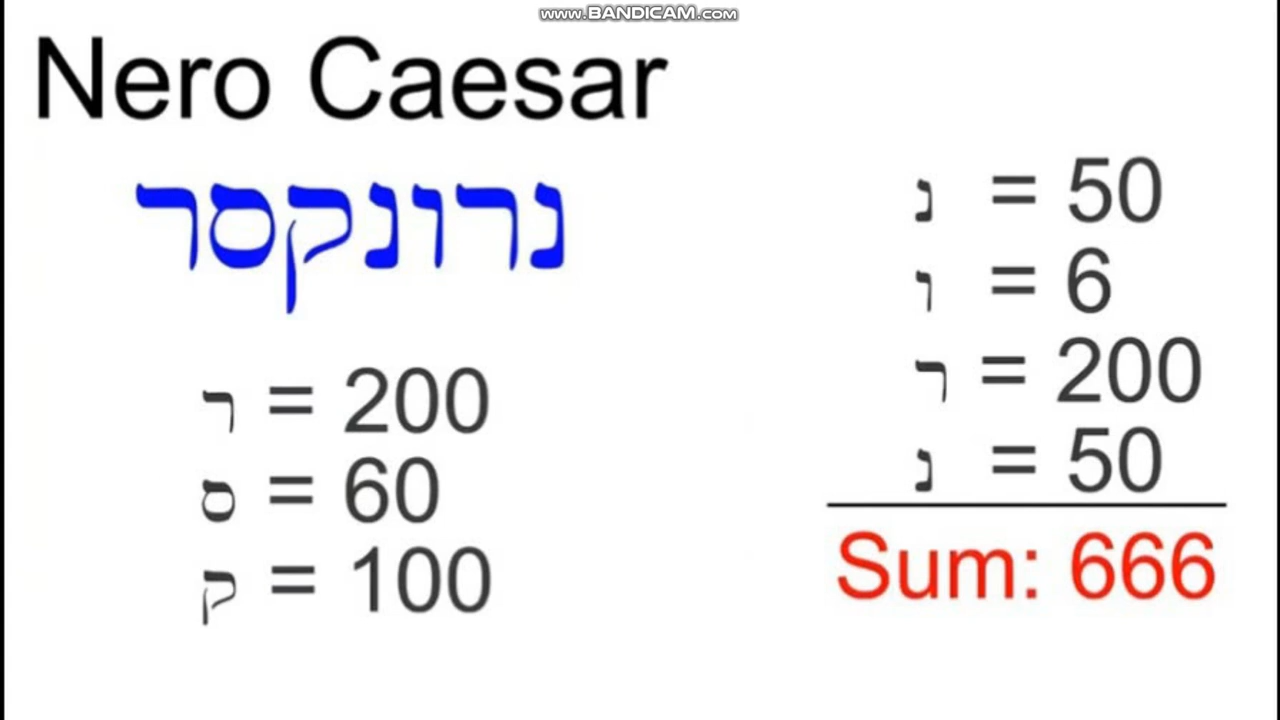 www.BANDICAM.com
Nero Caesar
נרונקסר
ר = 200
ס = 60
ק = 100
נ = 50
ו = 6
ר = 200
נ = 50
Sum: 666